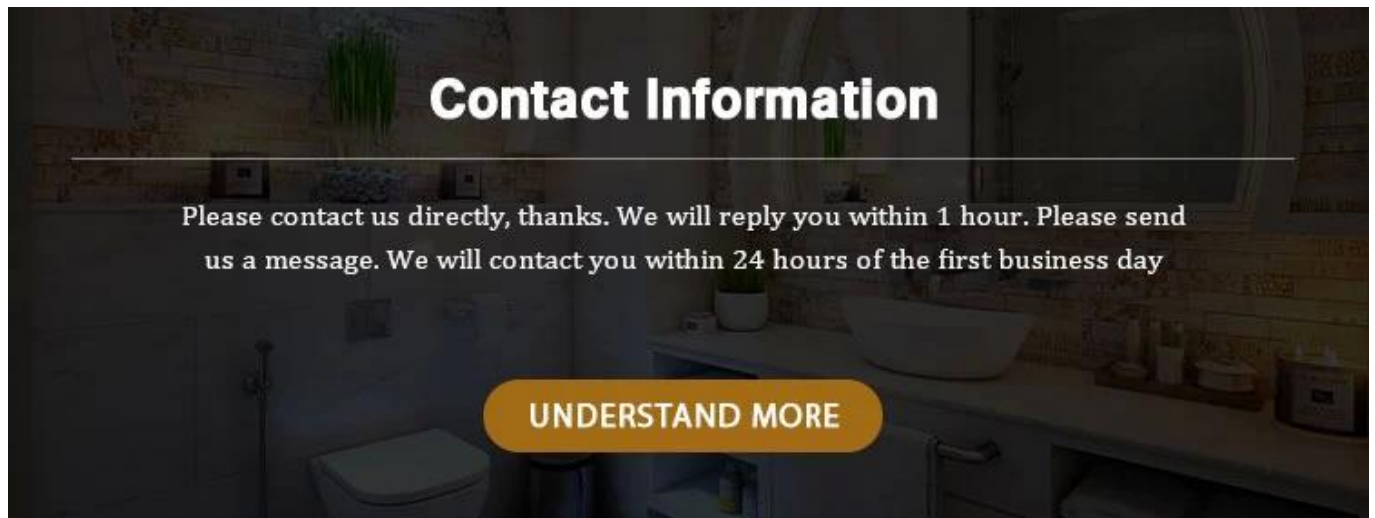 Contact Information
Please contact us directly, thanks. We will reply you within 1 hour. Please send
us a message. We will contact you within 24 hours of the first business day
UNDERSTAND MORE